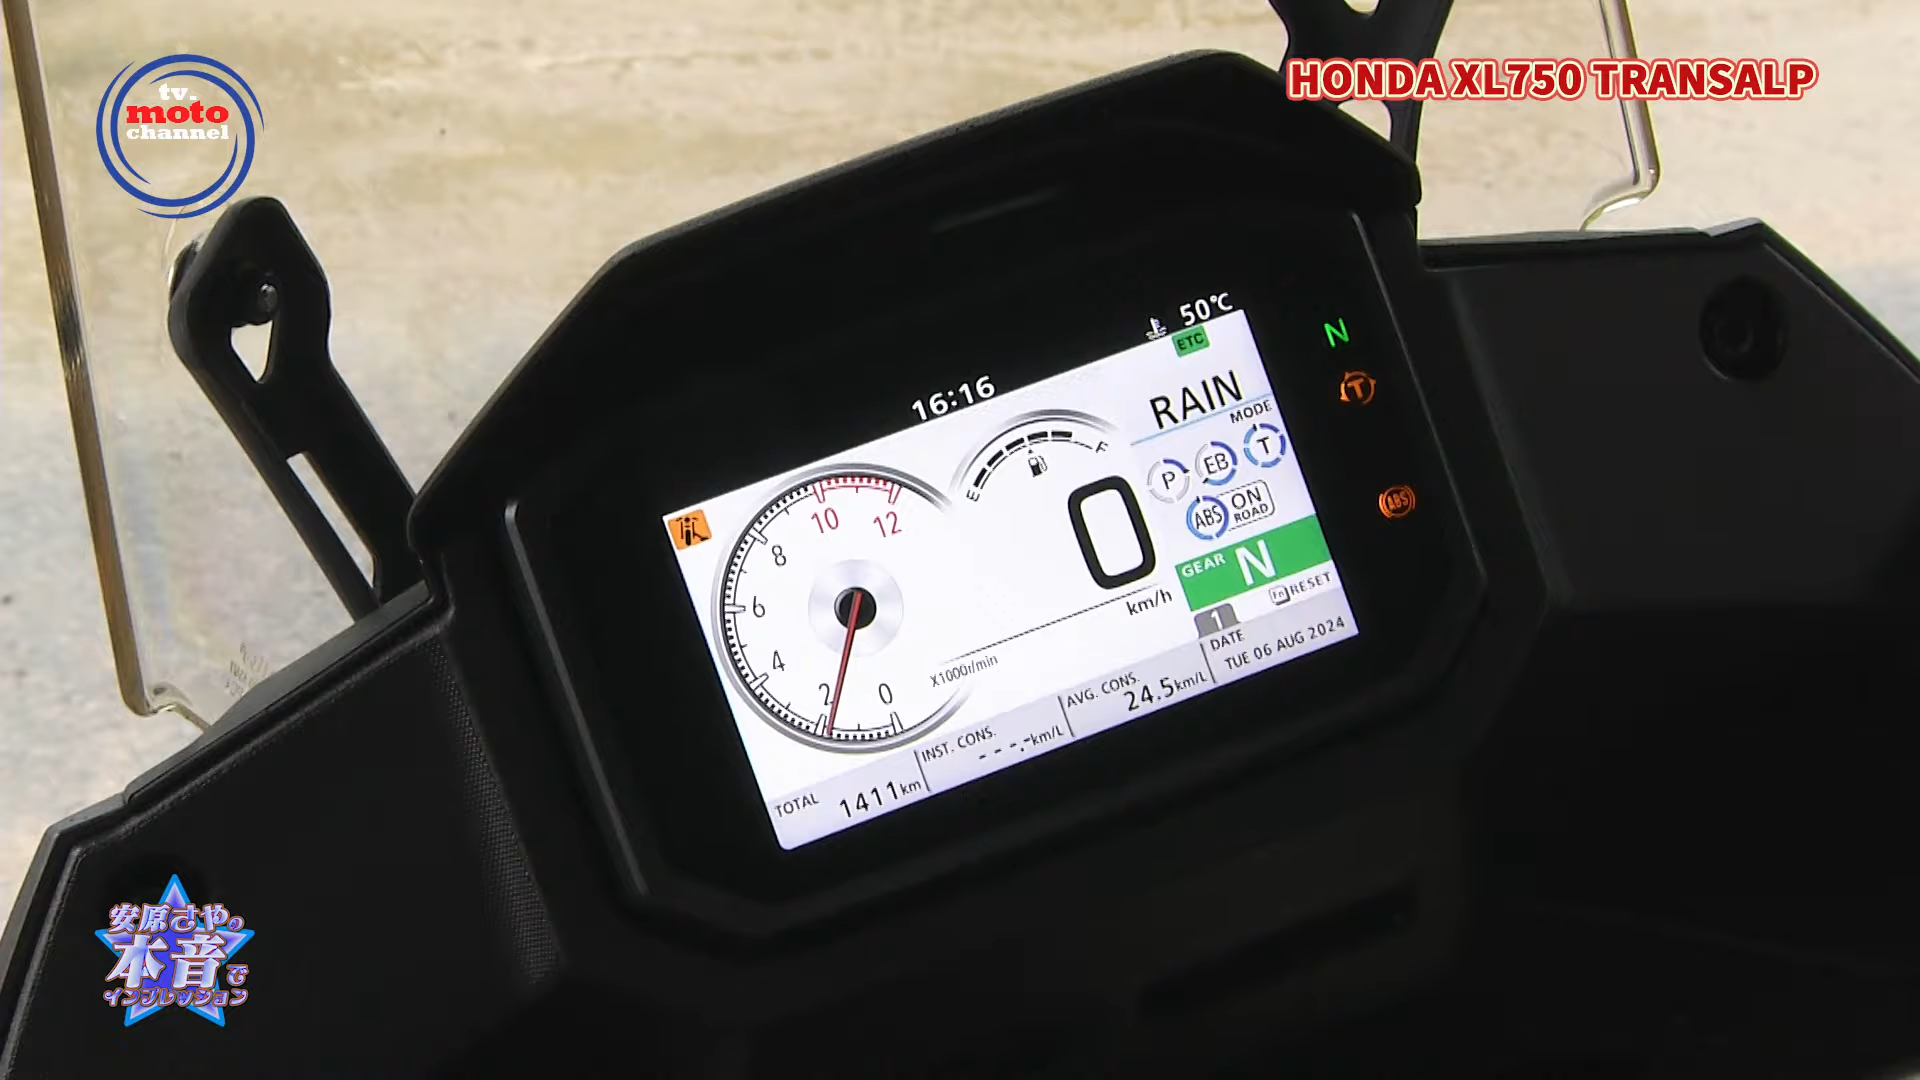 tv.
moto
channel
HONDA XL750 TRANSALP
50℃
ETC
16:16
RAIN
MODE
P EB T
ABS ON ROAD
E F
10 12
8
6
4
2 0
0
km/h
X1000r/min
GEAR N
Fn RESET
1
DATE
TUE 06 AUG 2024
AVG. CONS.
24.5km/L
INST. CONS.
- - -.-km/L
TOTAL 1411km
N
T
ABS
安原さやの
本音で
インプレッション